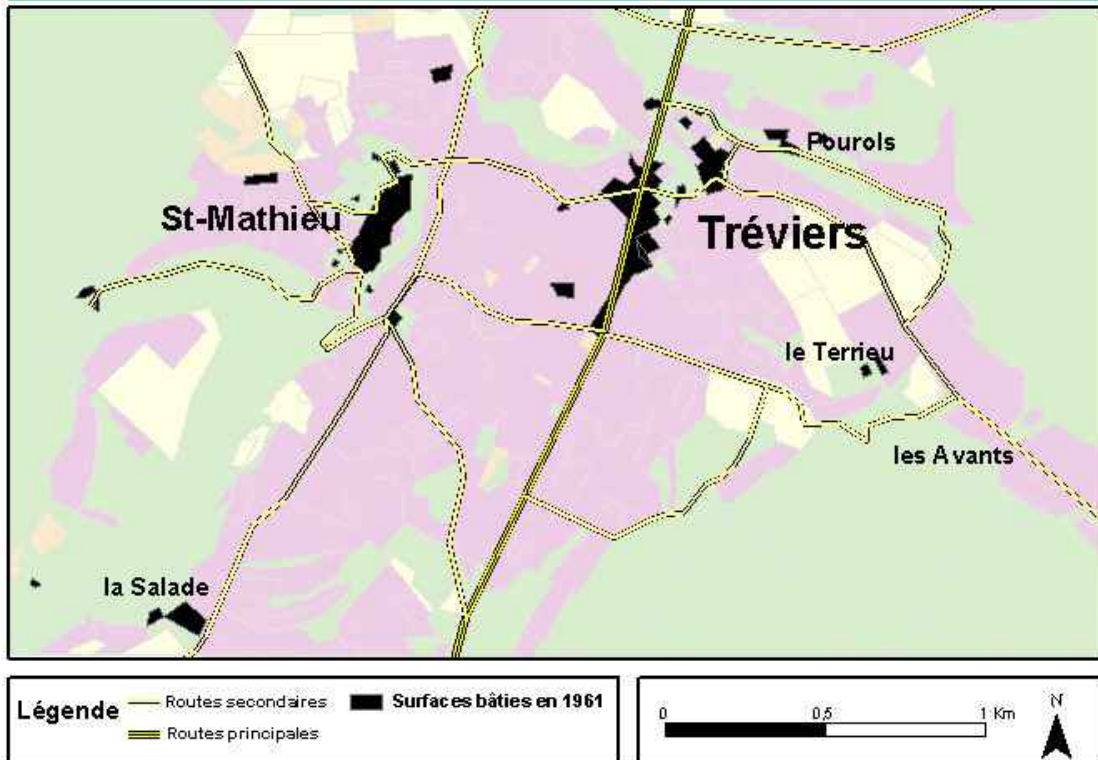 Pourols
St-Mathieu
Tréviers
le Terrieu
les Avants
la Salade
Légende
Routes secondaires
Surfaces bâties en 1961
Routes principales
0 0,5 1 Km
N